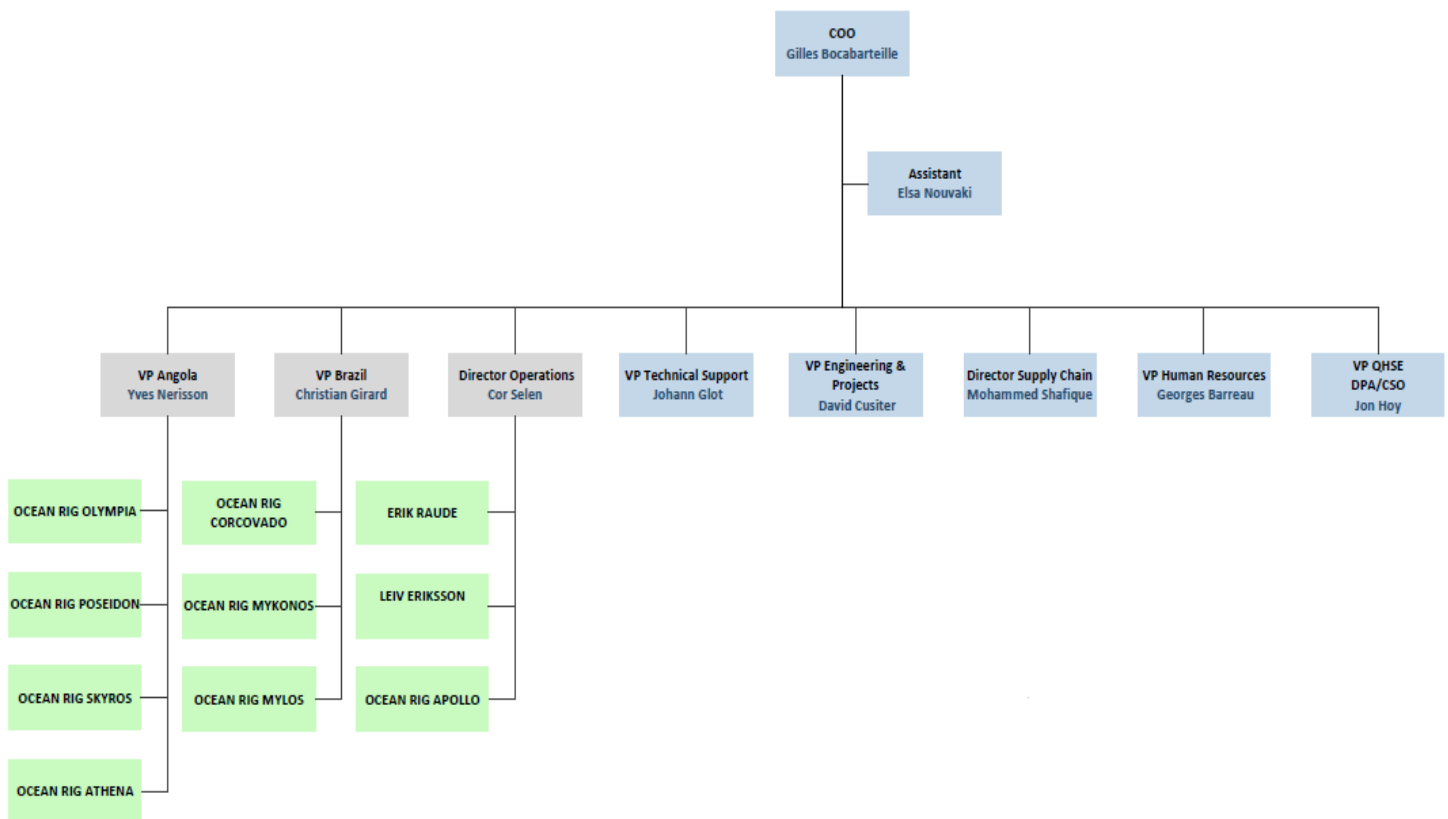 COO
Gilles Bocabarteille
Assistant
Elsa Nouvaki
VP Angola
Yves Nerisson
VP Brazil
Christian Girard
Director Operations
Cor Selen
VP Technical Support
Johann Glot
VP Engineering &
Projects
David Cusiter
Director Supply Chain
Mohammed Shafique
VP Human Resources
Georges Barreau
VP QHSE
DPA/CSO
Jon Hoy
OCEAN RIG OLYMPIA
OCEAN RIG POSEIDON
OCEAN RIG SKYROS
OCEAN RIG ATHENA
OCEAN RIG
CORCOVADO
OCEAN RIG MYKONOS
OCEAN RIG MYLOS
ERIK RAUDE
LEIV ERIKSSON
OCEAN RIG APOLLO